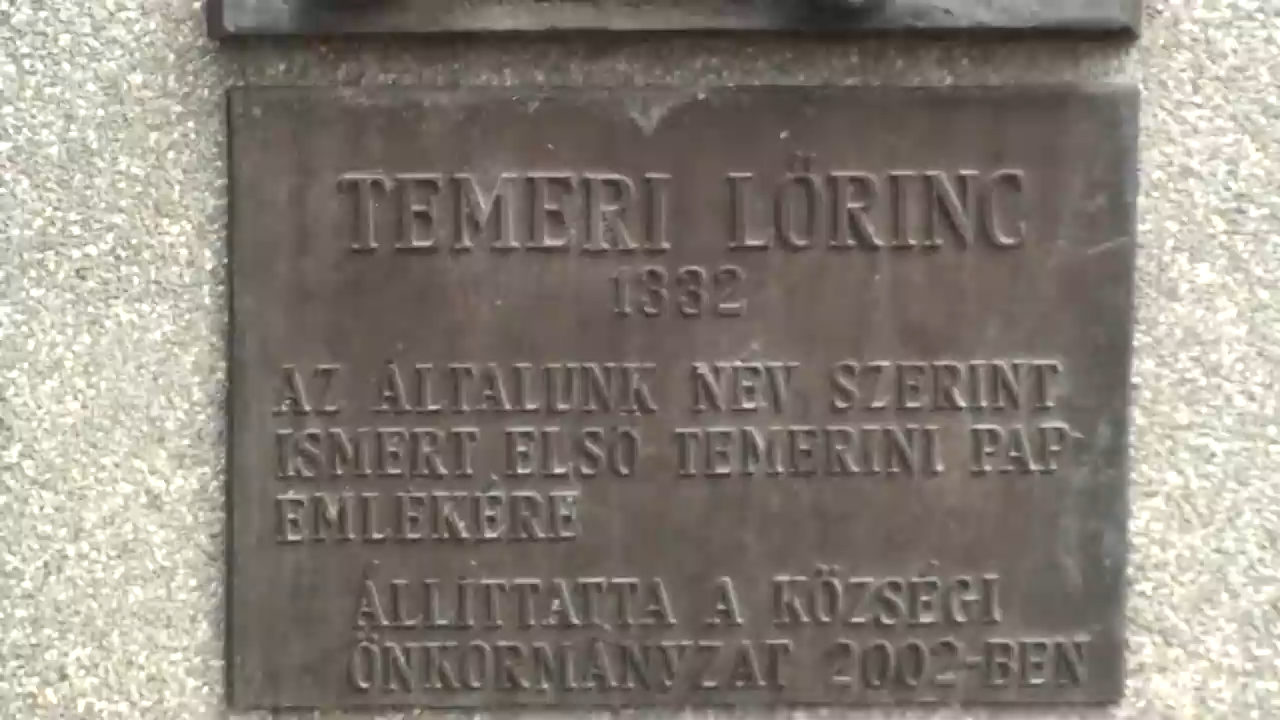 TEMERI LŐRINC
1332
AZ ÁLTALUNK NÉV SZERINT
ISMERT ELSŐ TEMERINI PAP
EMLÉKÉRE
ÁLLÍTTATTA A KÖZSÉGI
ÖNKORMÁNYZAT 2002-BEN